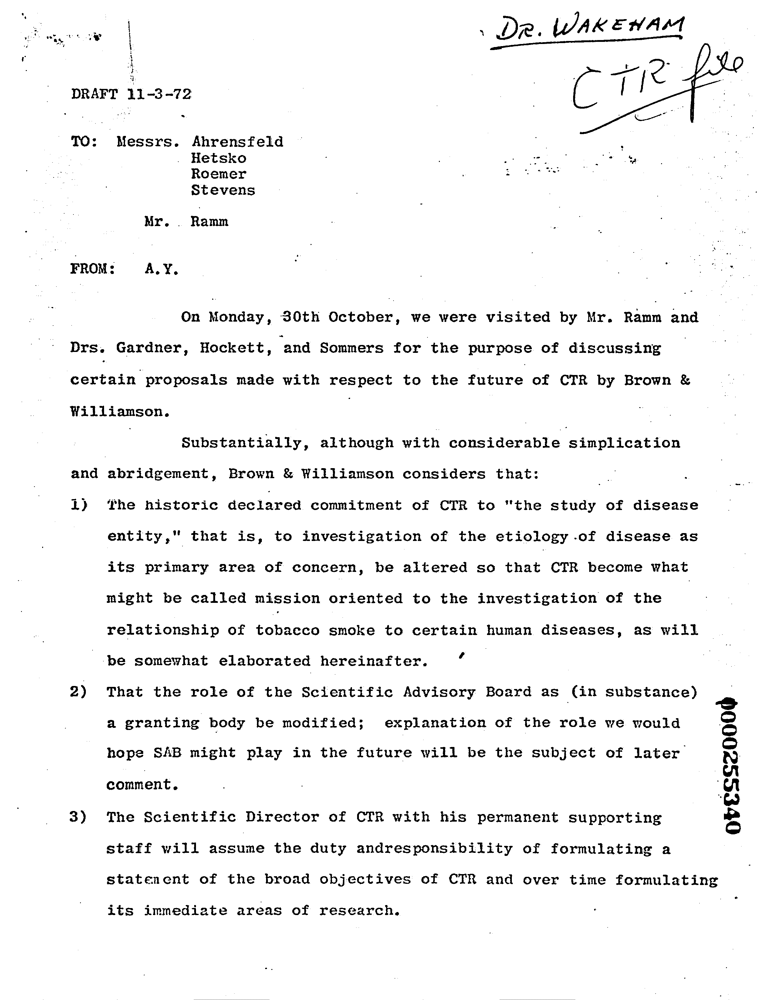 DR. WAKEHAM
CTR file
DRAFT 11-3-72
TO: Messrs. Ahrensfeld
Hetsko
Roemer
Stevens
Mr. Ramm
FROM: A.Y.
On Monday, 30th October, we were visited by Mr. Ramm and
Drs. Gardner, Hockett, and Sommers for the purpose of discussing
certain proposals made with respect to the future of CTR by Brown &
Williamson.
Substantially, although with considerable simplication
and abridgement, Brown & Williamson considers that:
1) The historic declared commitment of CTR to "the study of disease
entity," that is, to investigation of the etiology of disease as
its primary area of concern, be altered so that CTR become what
might be called mission oriented to the investigation of the
relationship of tobacco smoke to certain human diseases, as will
be somewhat elaborated hereinafter.
2) That the role of the Scientific Advisory Board as (in substance)
a granting body be modified; explanation of the role we would
hope SAB might play in the future will be the subject of later
comment.
3) The Scientific Director of CTR with his permanent supporting
staff will assume the duty andresponsibility of formulating a
statement of the broad objectives of CTR and over time formulating
its immediate areas of research.
000255340